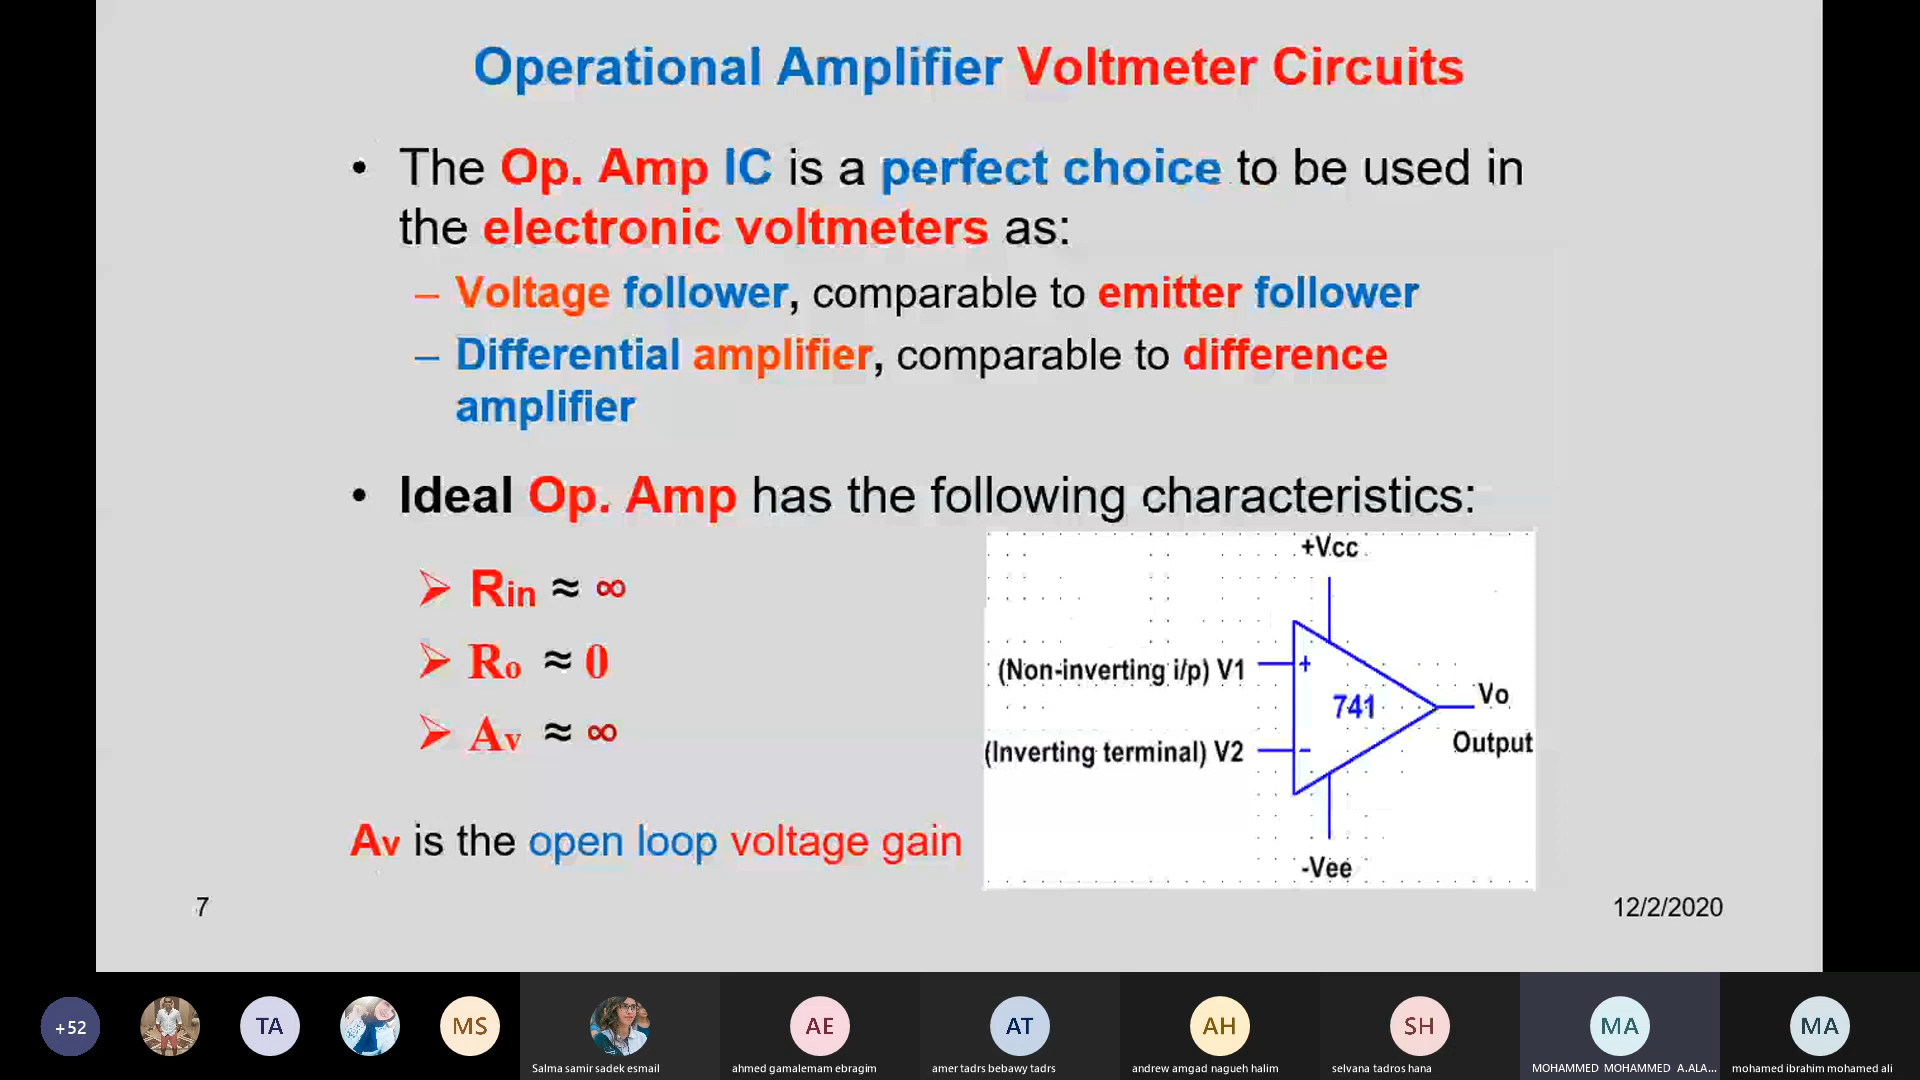 Operational Amplifier Voltmeter Circuits
• The Op. Amp IC is a perfect choice to be used in
the electronic voltmeters as:
– Voltage follower, comparable to emitter follower
– Differential amplifier, comparable to difference
amplifier
• Ideal Op. Amp has the following characteristics:
➢ Rin ≈ ∞
➢ Ro ≈ 0
➢ Av ≈ ∞
Av is the open loop voltage gain
+Vcc
(Non-inverting i/p) V1
+
741
Vo
Output
(Inverting terminal) V2
-
-Vee
7
12/2/2020
+52
TA
MS
AE
AT
AH
SH
MA
MA
Salma samir sadek esmail
ahmed gamalemam ebragim
amer tadrs bebawy tadrs
andrew amgad nagueh halim
selvana tadros hana
MOHAMMED MOHAMMED A.ALA...
mohamed ibrahim mohamed ali